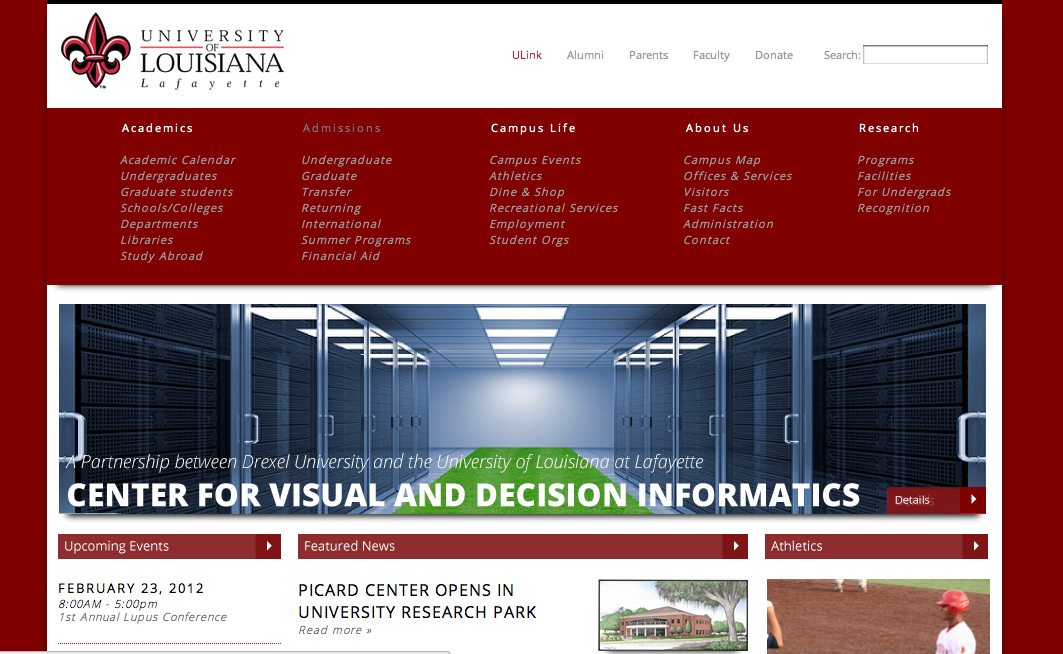 UNIVERSITY
OF
LOUISIANA
Lafayette
™
ULink Alumni Parents Faculty Donate Search:
Academics
Academic Calendar
Undergraduates
Graduate students
Schools/Colleges
Departments
Libraries
Study Abroad
Admissions
Undergraduate
Graduate
Transfer
Returning
International
Summer Programs
Financial Aid
Campus Life
Campus Events
Athletics
Dine & Shop
Recreational Services
Employment
Student Orgs
About Us
Campus Map
Offices & Services
Visitors
Fast Facts
Administration
Contact
Research
Programs
Facilities
For Undergrads
Recognition
A Partnership between Drexel University and the University of Louisiana at Lafayette
CENTER FOR VISUAL AND DECISION INFORMATICS
Details
Upcoming Events
FEBRUARY 23, 2012
8:00AM - 5:00pm
1st Annual Lupus Conference
Featured News
PICARD CENTER OPENS IN
UNIVERSITY RESEARCH PARK
Read more »
Athletics